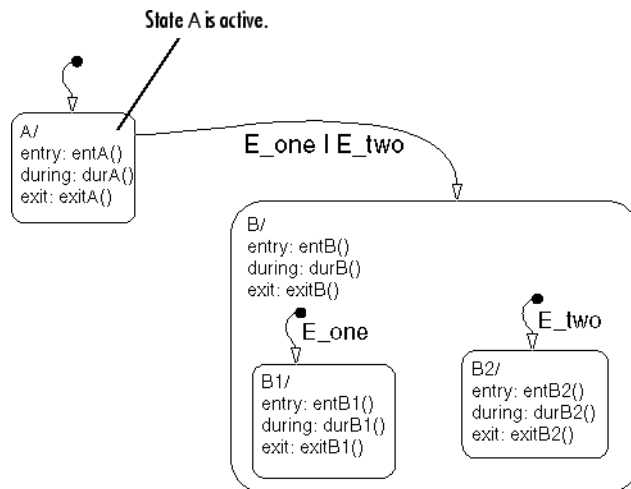 State A is active.
A/
entry: entA()
during: durA()
exit: exitA()
E_one | E_two
B/
entry: entB()
during: durB()
exit: exitB()
E_one
E_two
B1/
entry: entB1()
during: durB1()
exit: exitB1()
B2/
entry: entB2()
during: durB2()
exit: exitB2()